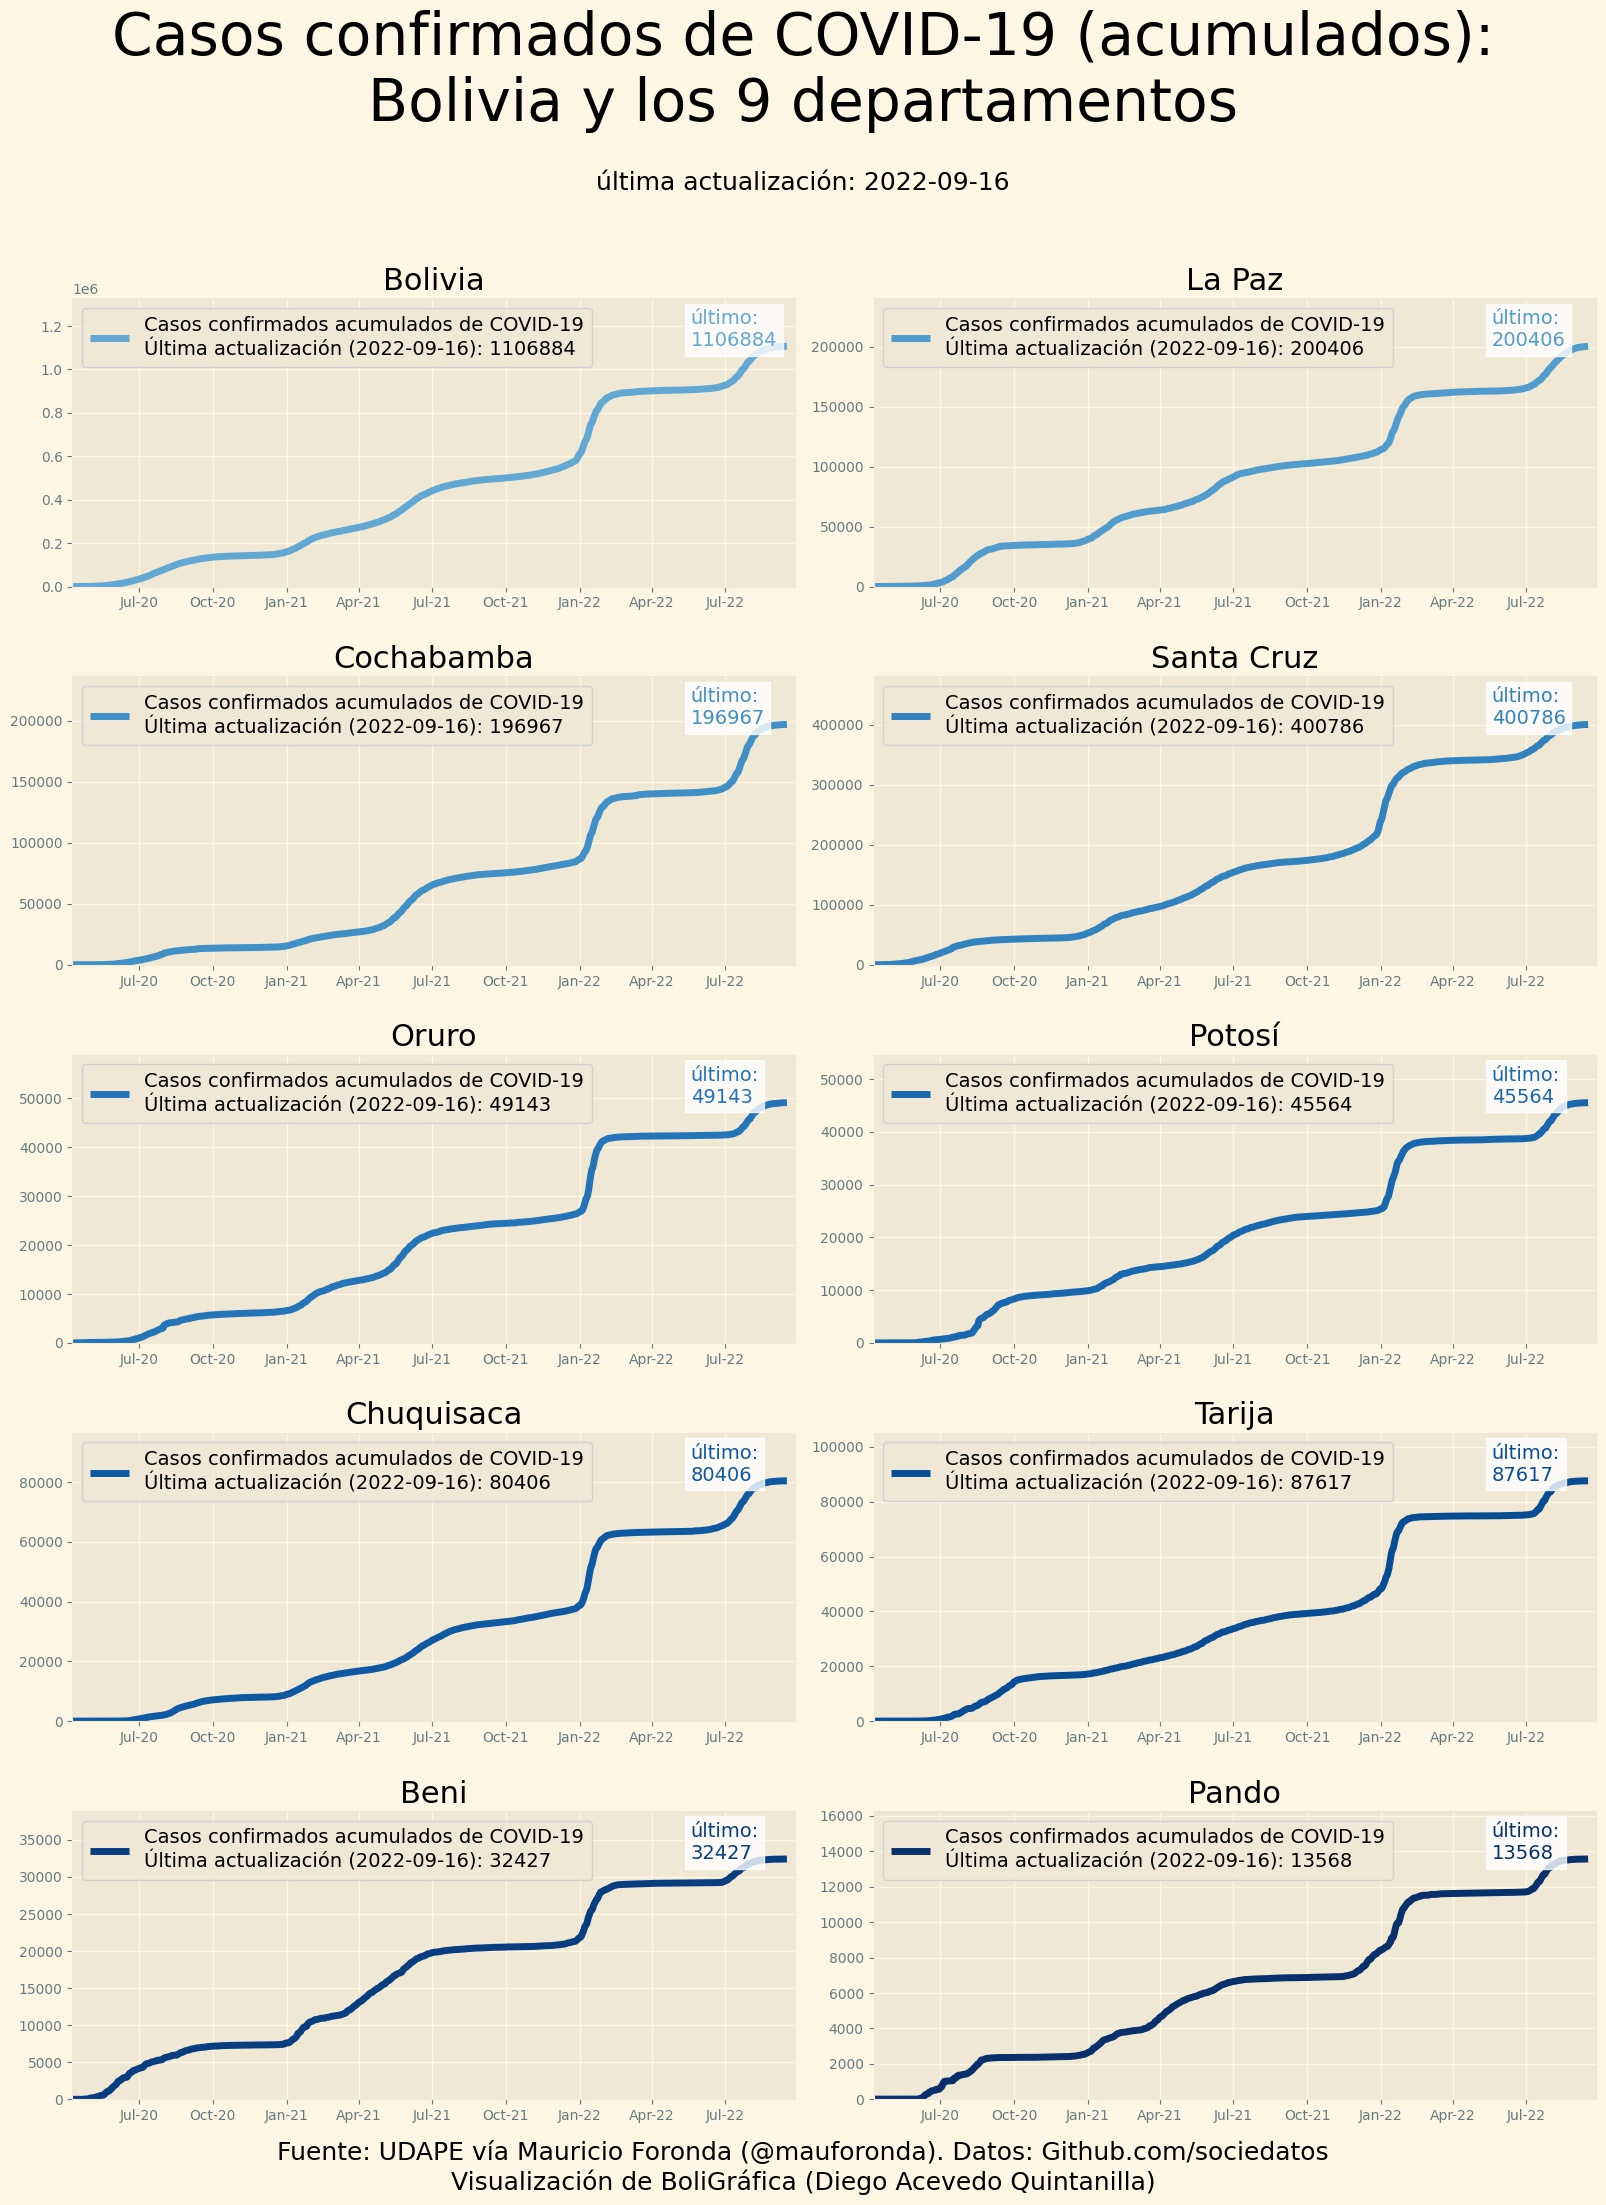 Casos confirmados de COVID-19 (acumulados):
Bolivia y los 9 departamentos
última actualización: 2022-09-16
Bolivia
1e6
Casos confirmados acumulados de COVID-19
Última actualización (2022-09-16): 1106884
último:
1106884
1.2
1.0
0.8
0.6
0.4
0.2
0.0
Jul-20 Oct-20 Jan-21 Apr-21 Jul-21 Oct-21 Jan-22 Apr-22 Jul-22
La Paz
Casos confirmados acumulados de COVID-19
Última actualización (2022-09-16): 200406
último:
200406
200000
150000
100000
50000
0
Jul-20 Oct-20 Jan-21 Apr-21 Jul-21 Oct-21 Jan-22 Apr-22 Jul-22
Cochabamba
Casos confirmados acumulados de COVID-19
Última actualización (2022-09-16): 196967
último:
196967
200000
150000
100000
50000
0
Jul-20 Oct-20 Jan-21 Apr-21 Jul-21 Oct-21 Jan-22 Apr-22 Jul-22
Santa Cruz
Casos confirmados acumulados de COVID-19
Última actualización (2022-09-16): 400786
último:
400786
400000
300000
200000
100000
0
Jul-20 Oct-20 Jan-21 Apr-21 Jul-21 Oct-21 Jan-22 Apr-22 Jul-22
Oruro
Casos confirmados acumulados de COVID-19
Última actualización (2022-09-16): 49143
último:
49143
50000
40000
30000
20000
10000
0
Jul-20 Oct-20 Jan-21 Apr-21 Jul-21 Oct-21 Jan-22 Apr-22 Jul-22
Potosí
Casos confirmados acumulados de COVID-19
Última actualización (2022-09-16): 45564
último:
45564
50000
40000
30000
20000
10000
0
Jul-20 Oct-20 Jan-21 Apr-21 Jul-21 Oct-21 Jan-22 Apr-22 Jul-22
Chuquisaca
Casos confirmados acumulados de COVID-19
Última actualización (2022-09-16): 80406
último:
80406
80000
60000
40000
20000
0
Jul-20 Oct-20 Jan-21 Apr-21 Jul-21 Oct-21 Jan-22 Apr-22 Jul-22
Tarija
Casos confirmados acumulados de COVID-19
Última actualización (2022-09-16): 87617
último:
87617
100000
80000
60000
40000
20000
0
Jul-20 Oct-20 Jan-21 Apr-21 Jul-21 Oct-21 Jan-22 Apr-22 Jul-22
Beni
Casos confirmados acumulados de COVID-19
Última actualización (2022-09-16): 32427
último:
32427
35000
30000
25000
20000
15000
10000
5000
0
Jul-20 Oct-20 Jan-21 Apr-21 Jul-21 Oct-21 Jan-22 Apr-22 Jul-22
Pando
Casos confirmados acumulados de COVID-19
Última actualización (2022-09-16): 13568
último:
13568
16000
14000
12000
10000
8000
6000
4000
2000
0
Jul-20 Oct-20 Jan-21 Apr-21 Jul-21 Oct-21 Jan-22 Apr-22 Jul-22
Fuente: UDAPE vía Mauricio Foronda (@mauforonda). Datos: Github.com/sociedatos
Visualización de BoliGráfica (Diego Acevedo Quintanilla)